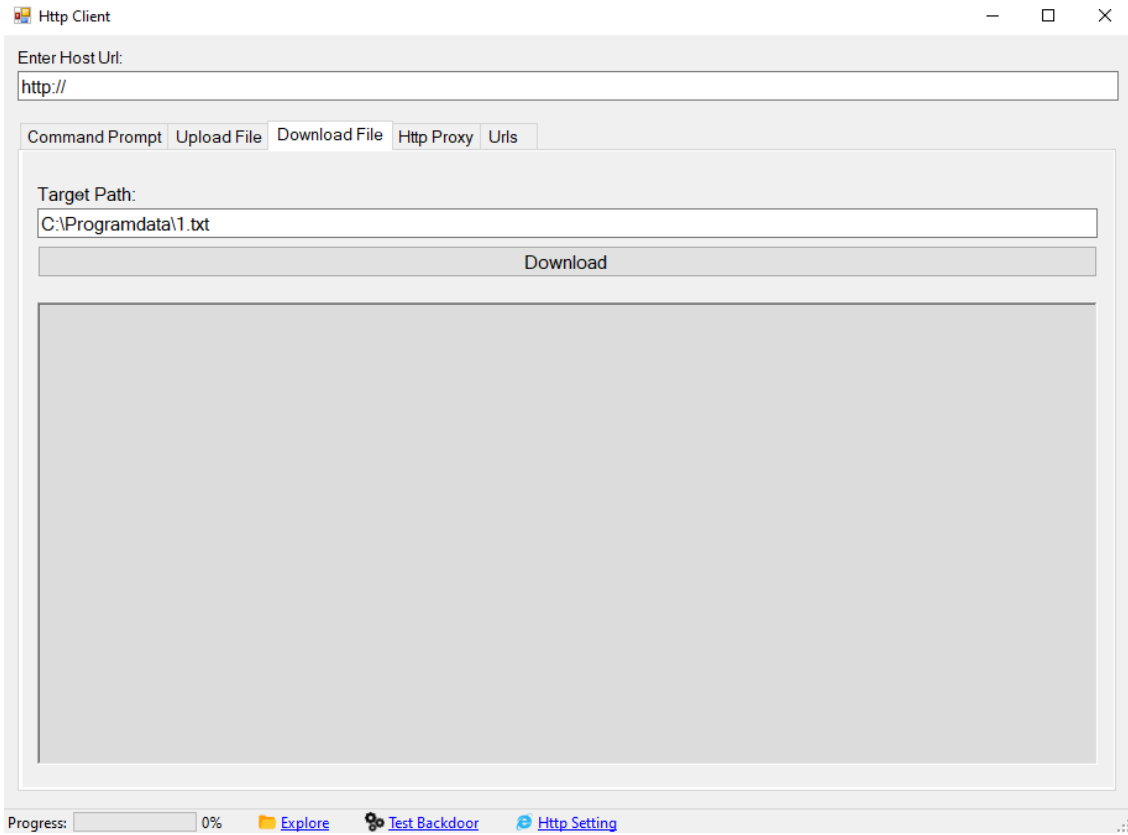 Http Client
Enter Host Url:
http://
Command Prompt Upload File Download File Http Proxy Urls
Target Path:
C:\Programdata\1.txt
Download
Progress: 0% Explore Test Backdoor Http Setting